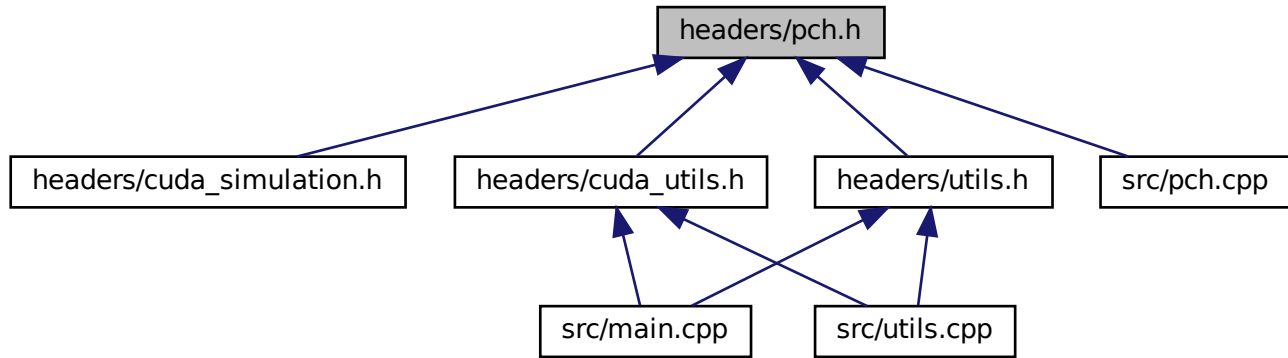 headers/pch.h
headers/cuda_simulation.h
headers/cuda_utils.h
headers/utils.h
src/pch.cpp
src/main.cpp
src/utils.cpp